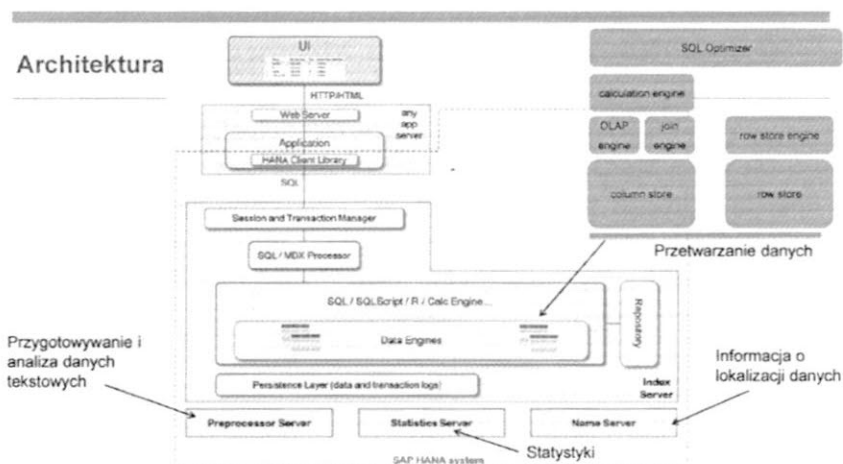 Architektura
UI
HTTP/HTML
Web Server
any
app
server
Application
HANA Client Library
SQL
Session and Transaction Manager
SQL / MDX Processor
SQL / SQLScript / R / Calc Engine...
Data Engines
Repository
Persistence Layer (data and transaction logs)
Index
Server
Preprocessor Server
Statistics Server
Name Server
SAP HANA system
SQL Optimizer
calculation engine
OLAP
engine
join
engine
row store engine
column store
row store
Przetwarzanie danych
Przygotowywanie i
analiza danych
tekstowych
Informacja o
lokalizacji danych
Statystyki